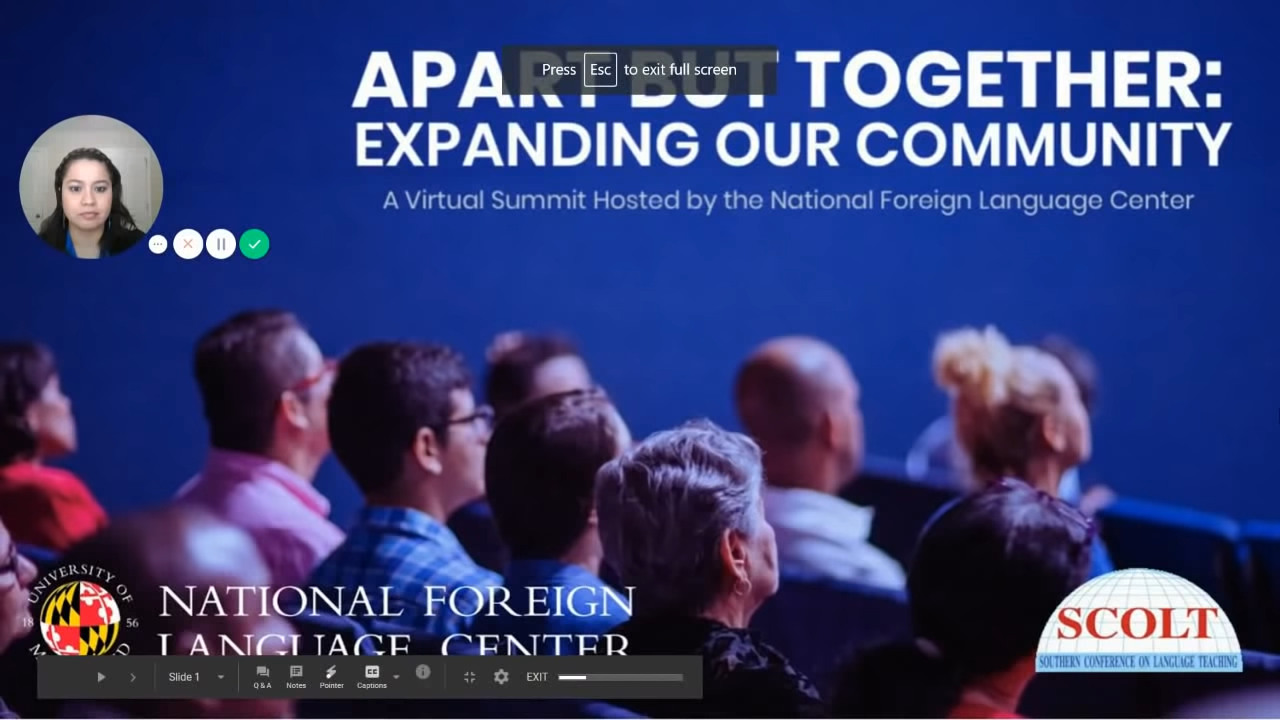 APART BUT TOGETHER:
Press Esc to exit full screen
EXPANDING OUR COMMUNITY
A Virtual Summit Hosted by the National Foreign Language Center
UNIVERSITY OF
18 56
NATIONAL FOREIGN
LANGUAGE CENTER
SCOLT
SOUTHERN CONFERENCE ON LANGUAGE TEACHING
Slide 1
Q & A
Notes
Pointer
CC
Captions
EXIT